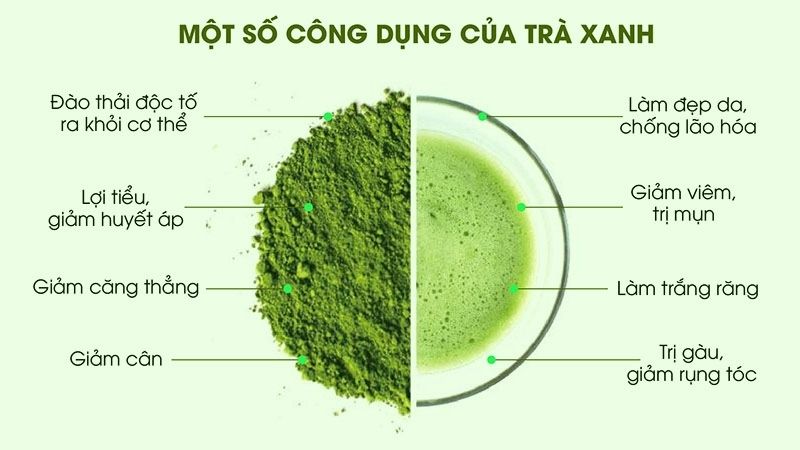 MỘT SỐ CÔNG DỤNG CỦA TRÀ XANH
Đào thải độc tố
ra khỏi cơ thể
Lợi tiểu,
giảm huyết áp
Giảm căng thẳng
Giảm cân
Làm đẹp da,
chống lão hóa
Giảm viêm,
trị mụn
Làm trắng răng
Trị gàu,
giảm rụng tóc